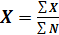 X = ∑ X / ∑ N